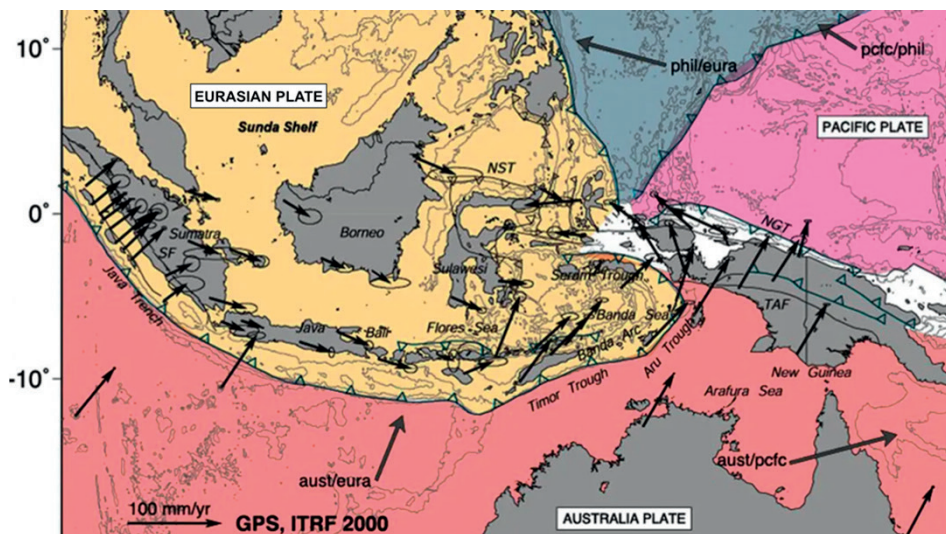 10°
pcfc/phil
phil/eura
EURASIAN PLATE
Sunda Shelf
PACIFIC PLATE
NST
0°
Sumatra
SF
Borneo
NGT
Sulawesi
Seram Trough
Java Trench
TAF
Banda Sea
Java
Bali
Flores Sea
Banda Arc
Aru Trough
-10°
Timor Trough
New Guinea
Arafura Sea
aust/eura
aust/pcfc
100 mm/yr
GPS, ITRF 2000
AUSTRALIA PLATE